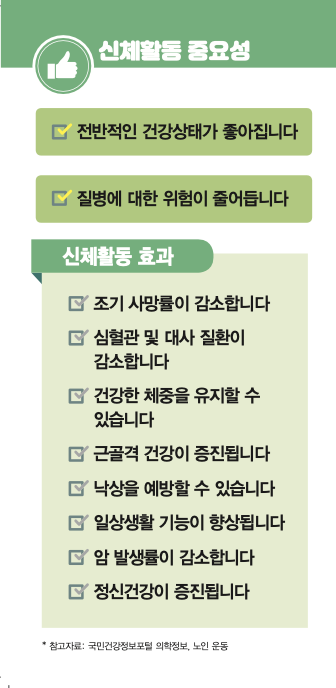 신체활동 중요성
전반적인 건강상태가 좋아집니다
질병에 대한 위험이 줄어듭니다
신체활동 효과
조기 사망률이 감소합니다
심혈관 및 대사 질환이
감소합니다
건강한 체중을 유지할 수
있습니다
근골격 건강이 증진됩니다
낙상을 예방할 수 있습니다
일상생활 기능이 향상됩니다
암 발생률이 감소합니다
정신건강이 증진됩니다
* 참고자료: 국민건강정보포털 의학정보, 노인 운동